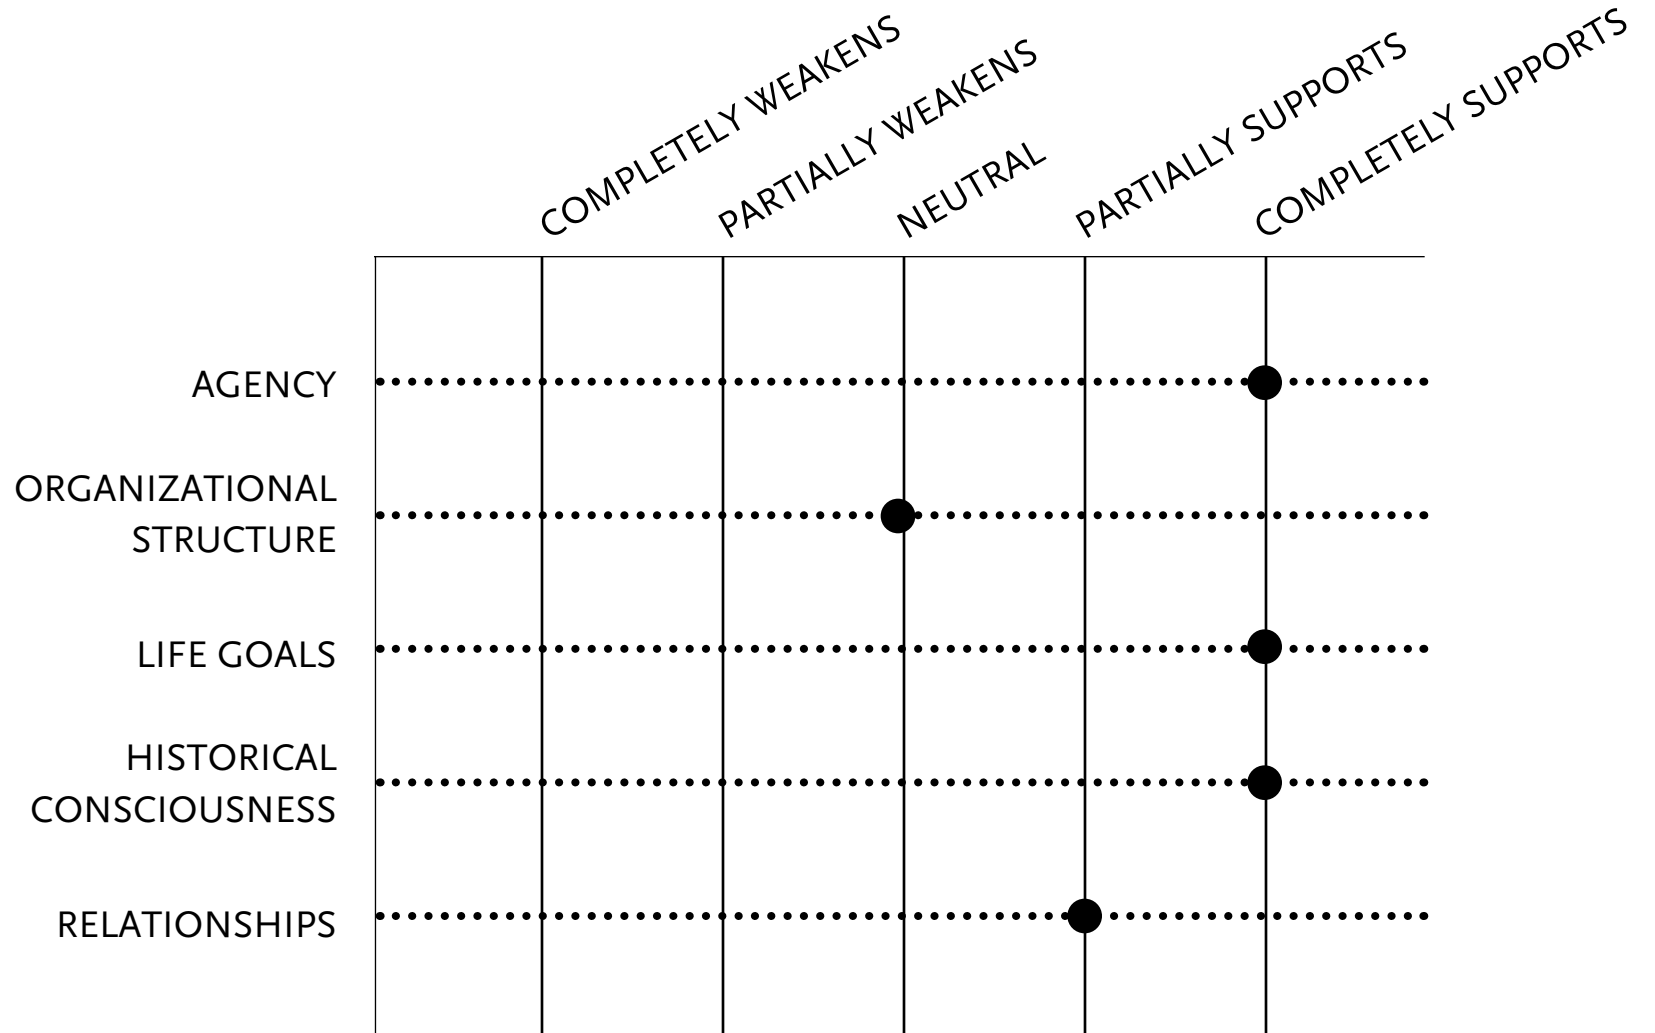 COMPLETELY WEAKENS
PARTIALLY WEAKENS
NEUTRAL
PARTIALLY SUPPORTS
COMPLETELY SUPPORTS
AGENCY
ORGANIZATIONAL
STRUCTURE
LIFE GOALS
HISTORICAL
CONSCIOUSNESS
RELATIONSHIPS